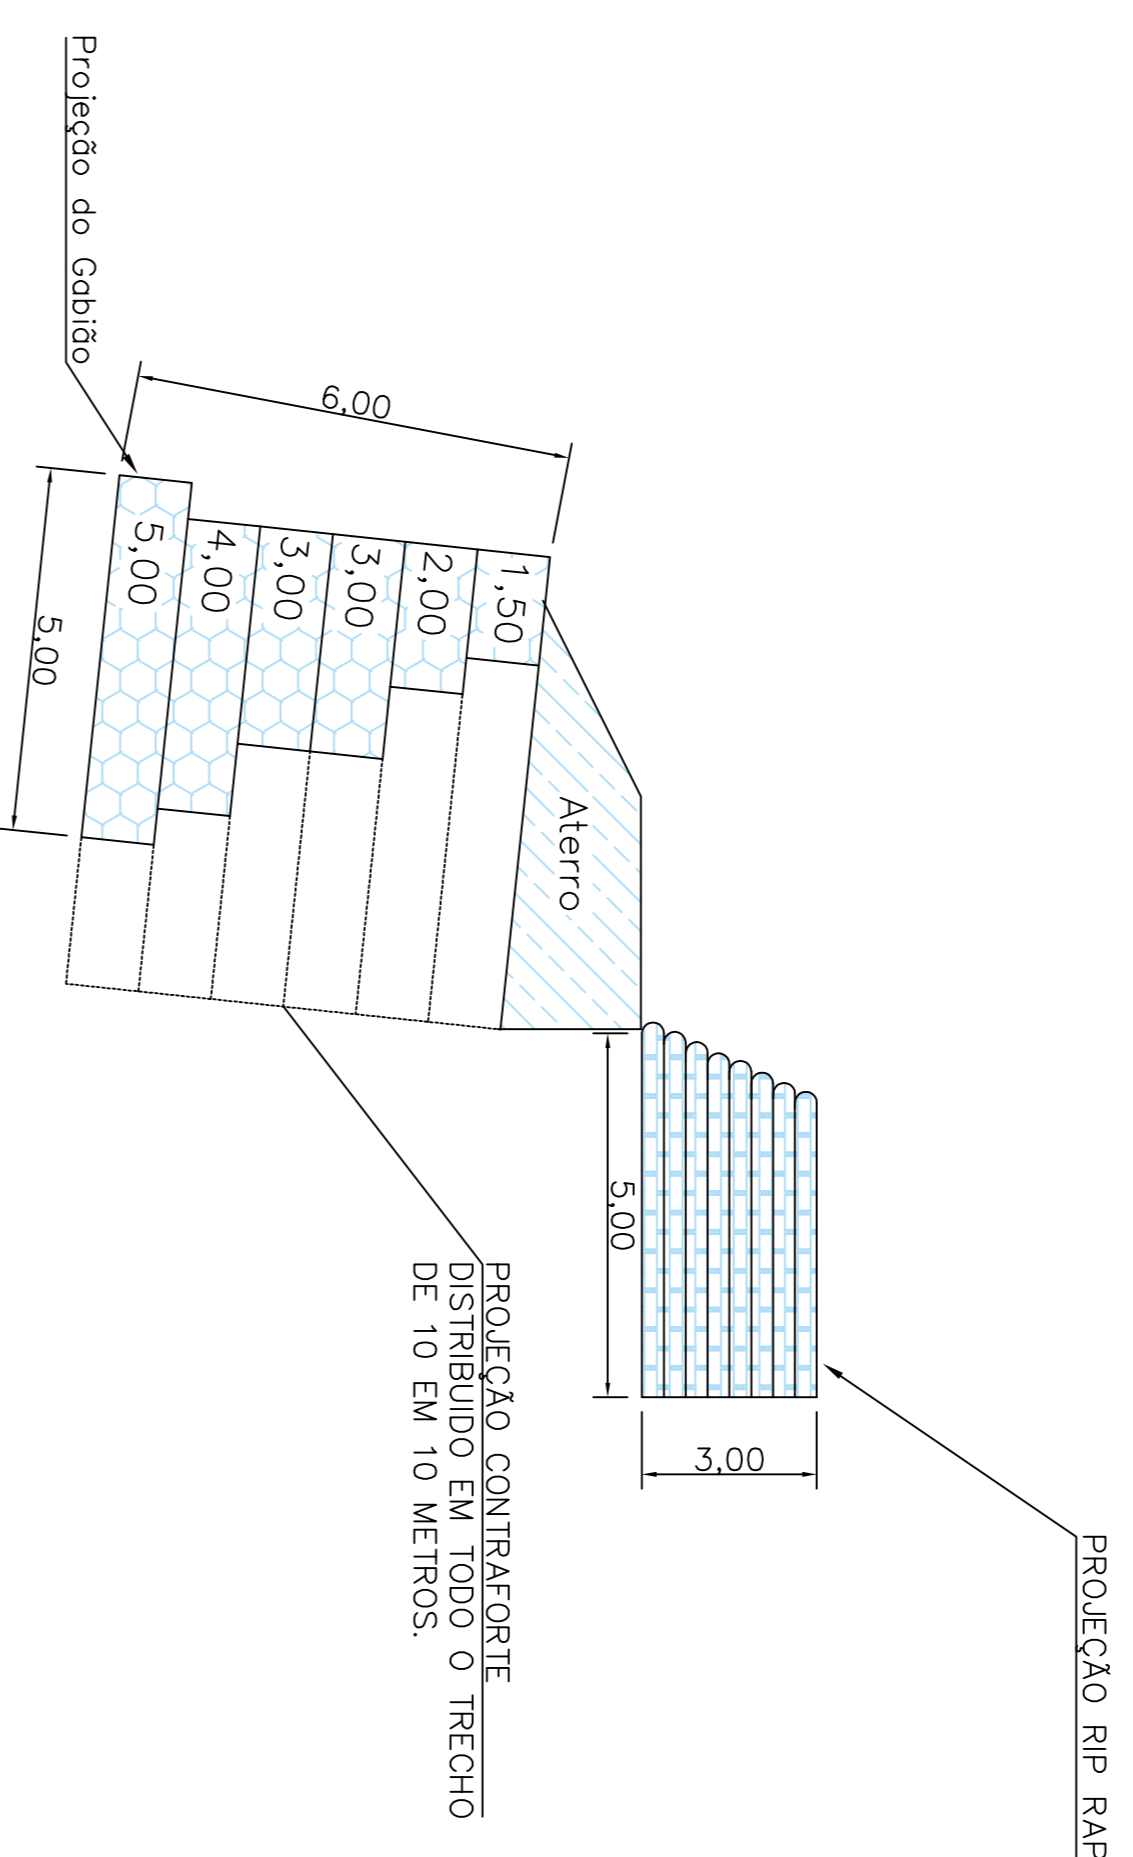 PROJEÇÃO RIP RAP
3,00
5,00
Aterro
6,00
1,50
2,00
3,00
3,00
4,00
5,00
5,00
PROJEÇÃO CONTRAFORTE
DISTRIBUIDO EM TODO O TRECHO
DE 10 EM 10 METROS.
Projeção do Gabião